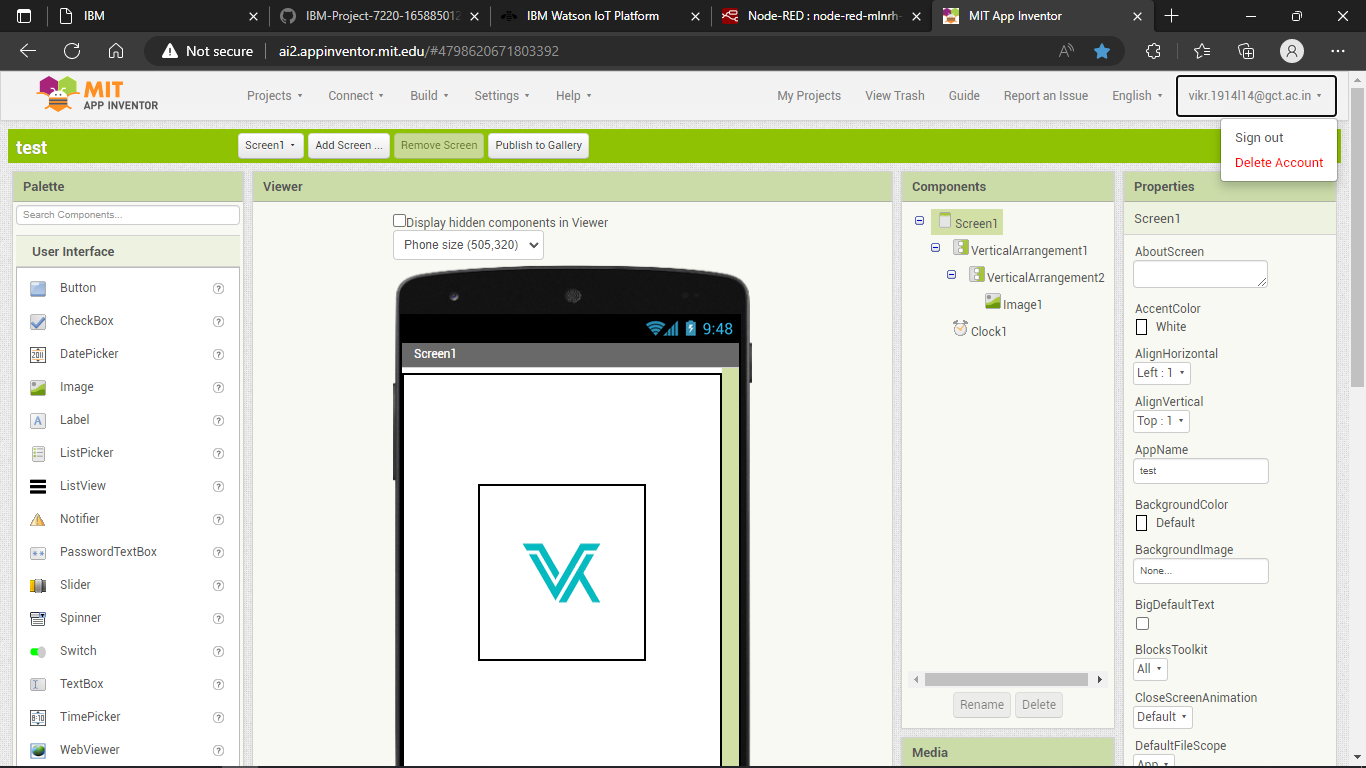 IBM
IBM-Project-7220-165885012
IBM Watson IoT Platform
Node-RED : node-red-mlnrh-
MIT App Inventor
Not secure
ai2.appinventor.mit.edu/#4798620671803392
MIT
APP INVENTOR
Projects
Connect
Build
Settings
Help
My Projects
View Trash
Guide
Report an Issue
English
vikr.1914l14@gct.ac.in
Sign out
Delete Account
test
Screen1
Add Screen ...
Remove Screen
Publish to Gallery
Palette
Search Components...
User Interface
Button
CheckBox
DatePicker
Image
Label
ListPicker
ListView
Notifier
PasswordTextBox
Slider
Spinner
Switch
TextBox
TimePicker
WebViewer
Viewer
Display hidden components in Viewer
Phone size (505,320)
9:48
Screen1
Components
Screen1
VerticalArrangement1
VerticalArrangement2
Image1
Clock1
Rename
Delete
Media
Properties
Screen1
AboutScreen
AccentColor
White
AlignHorizontal
Left : 1
AlignVertical
Top : 1
AppName
test
BackgroundColor
Default
BackgroundImage
None...
BigDefaultText
BlocksToolkit
All
CloseScreenAnimation
Default
DefaultFileScope
App